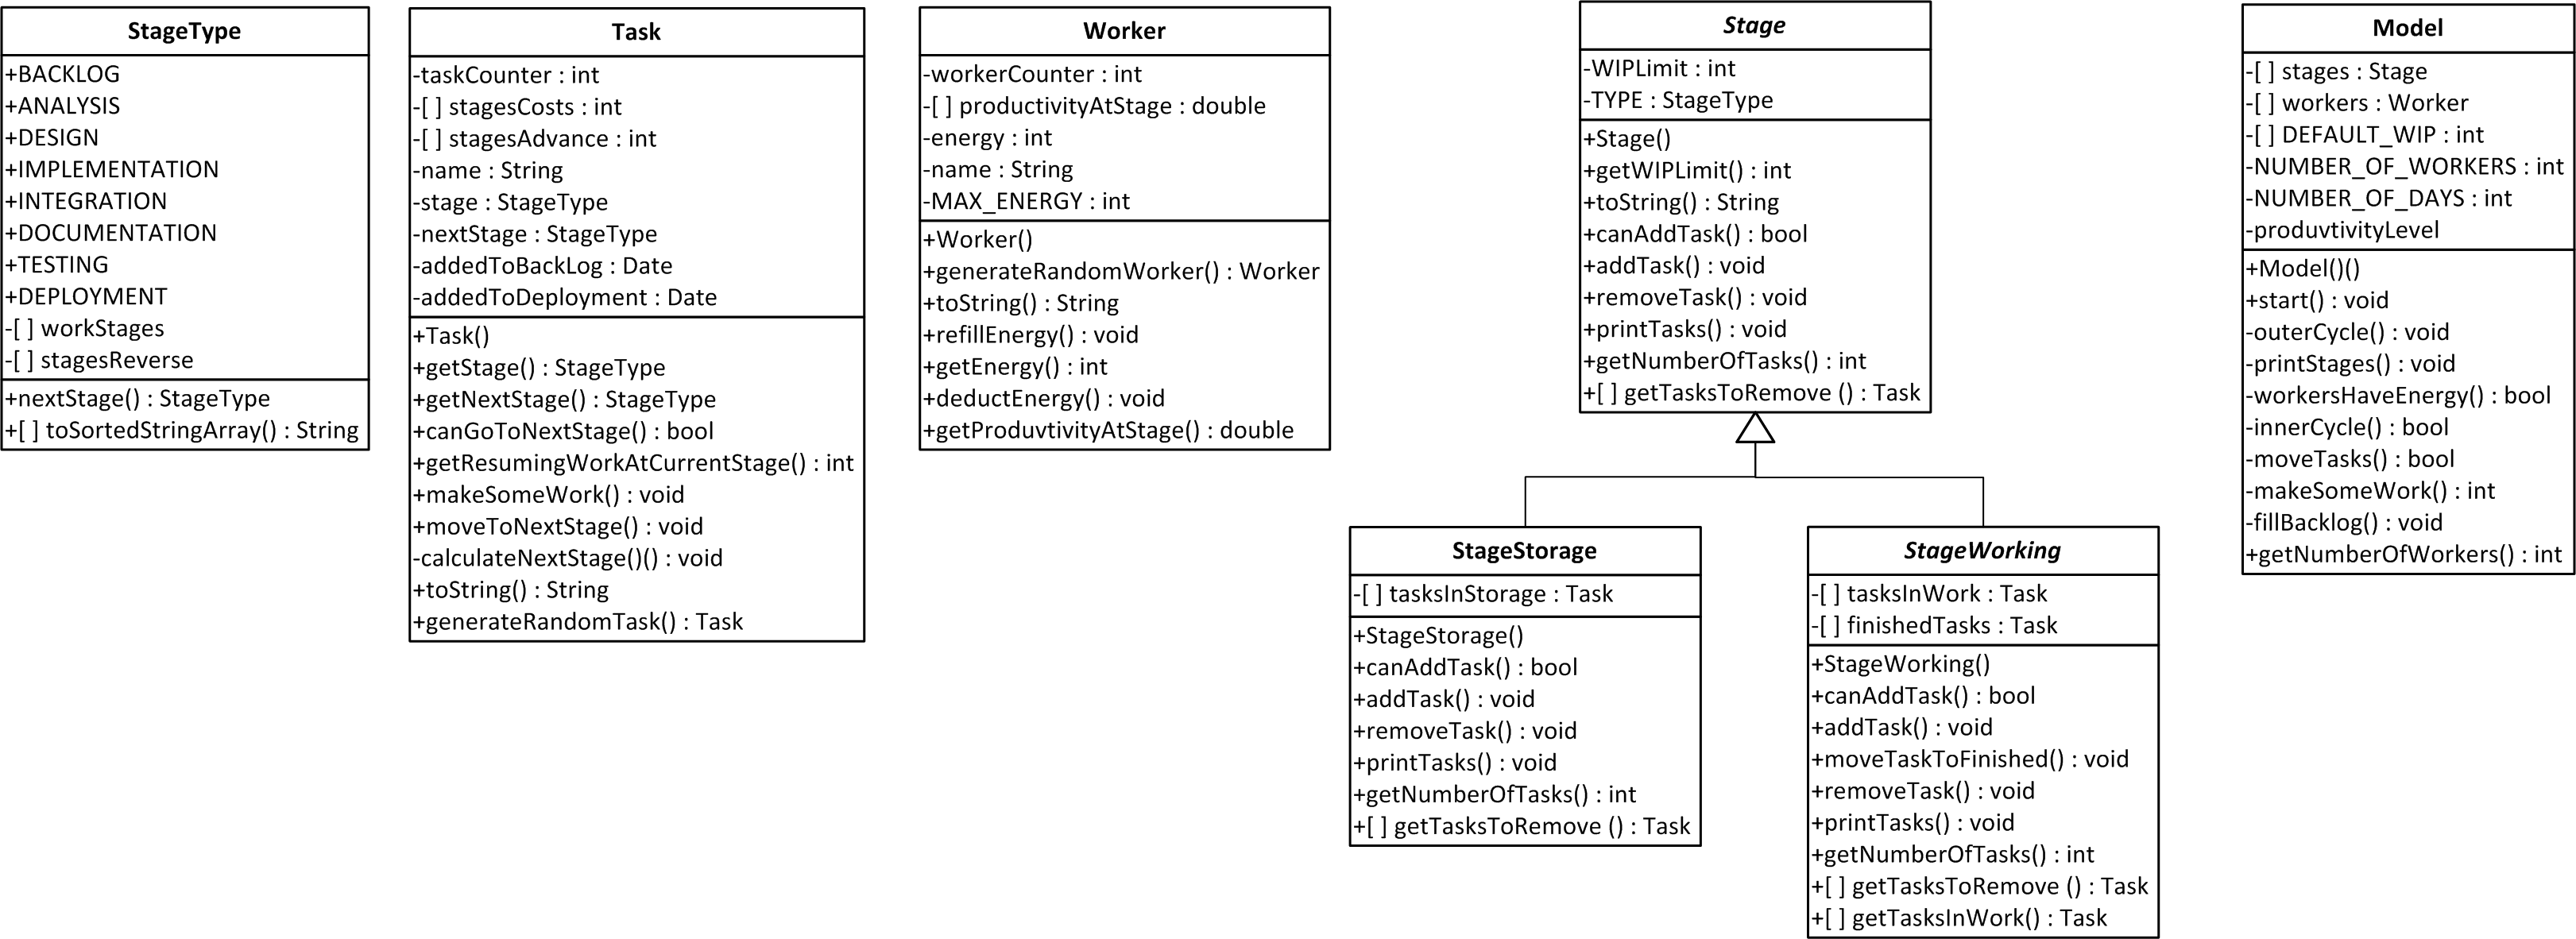 StageType
+BACKLOG
+ANALYSIS
+DESIGN
+IMPLEMENTATION
+INTEGRATION
+DOCUMENTATION
+TESTING
+DEPLOYMENT
-[ ] workStages
-[ ] stagesReverse
+nextStage() : StageType
+[ ] toSortedStringArray() : String
Task
-taskCounter : int
-[ ] stagesCosts : int
-[ ] stagesAdvance : int
-name : String
-stage : StageType
-nextStage : StageType
-addedToBackLog : Date
-addedToDeployment : Date
+Task()
+getStage() : StageType
+getNextStage() : StageType
+canGoToNextStage() : bool
+getResumingWorkAtCurrentStage() : int
+makeSomeWork() : void
+moveToNextStage() : void
-calculateNextStage()() : void
+toString() : String
+generateRandomTask() : Task
Worker
-workerCounter : int
-[ ] productivityAtStage : double
-energy : int
-name : String
-MAX_ENERGY : int
+Worker()
+generateRandomWorker() : Worker
+toString() : String
+refillEnergy() : void
+getEnergy() : int
+deductEnergy() : void
+getProduvtivityAtStage() : double
Stage
-WIPLimit : int
-TYPE : StageType
+Stage()
+getWIPLimit() : int
+toString() : String
+canAddTask() : bool
+addTask() : void
+removeTask() : void
+printTasks() : void
+getNumberOfTasks() : int
+[ ] getTasksToRemove () : Task
StageStorage
-[ ] tasksInStorage : Task
+StageStorage()
+canAddTask() : bool
+addTask() : void
+removeTask() : void
+printTasks() : void
+getNumberOfTasks() : int
+[ ] getTasksToRemove () : Task
StageWorking
-[ ] tasksInWork : Task
-[ ] finishedTasks : Task
+StageWorking()
+canAddTask() : bool
+addTask() : void
+moveTaskToFinished() : void
+removeTask() : void
+printTasks() : void
+getNumberOfTasks() : int
+[ ] getTasksToRemove () : Task
+[ ] getTasksInWork() : Task
Model
-[ ] stages : Stage
-[ ] workers : Worker
-[ ] DEFAULT_WIP : int
-NUMBER_OF_WORKERS : int
-NUMBER_OF_DAYS : int
-produvtivityLevel
+Model()()
+start() : void
-outerCycle() : void
-printStages() : void
-workersHaveEnergy() : bool
-innerCycle() : bool
-moveTasks() : bool
-makeSomeWork() : int
-fillBacklog() : void
+getNumberOfWorkers() : int